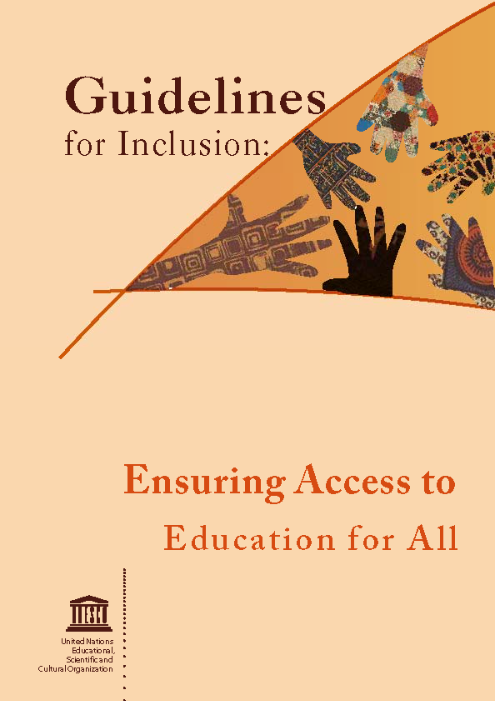 Guidelines
for Inclusion:
Ensuring Access to
Education for All
UNESCO
United Nations
Educational,
Scientific and
Cultural Organization